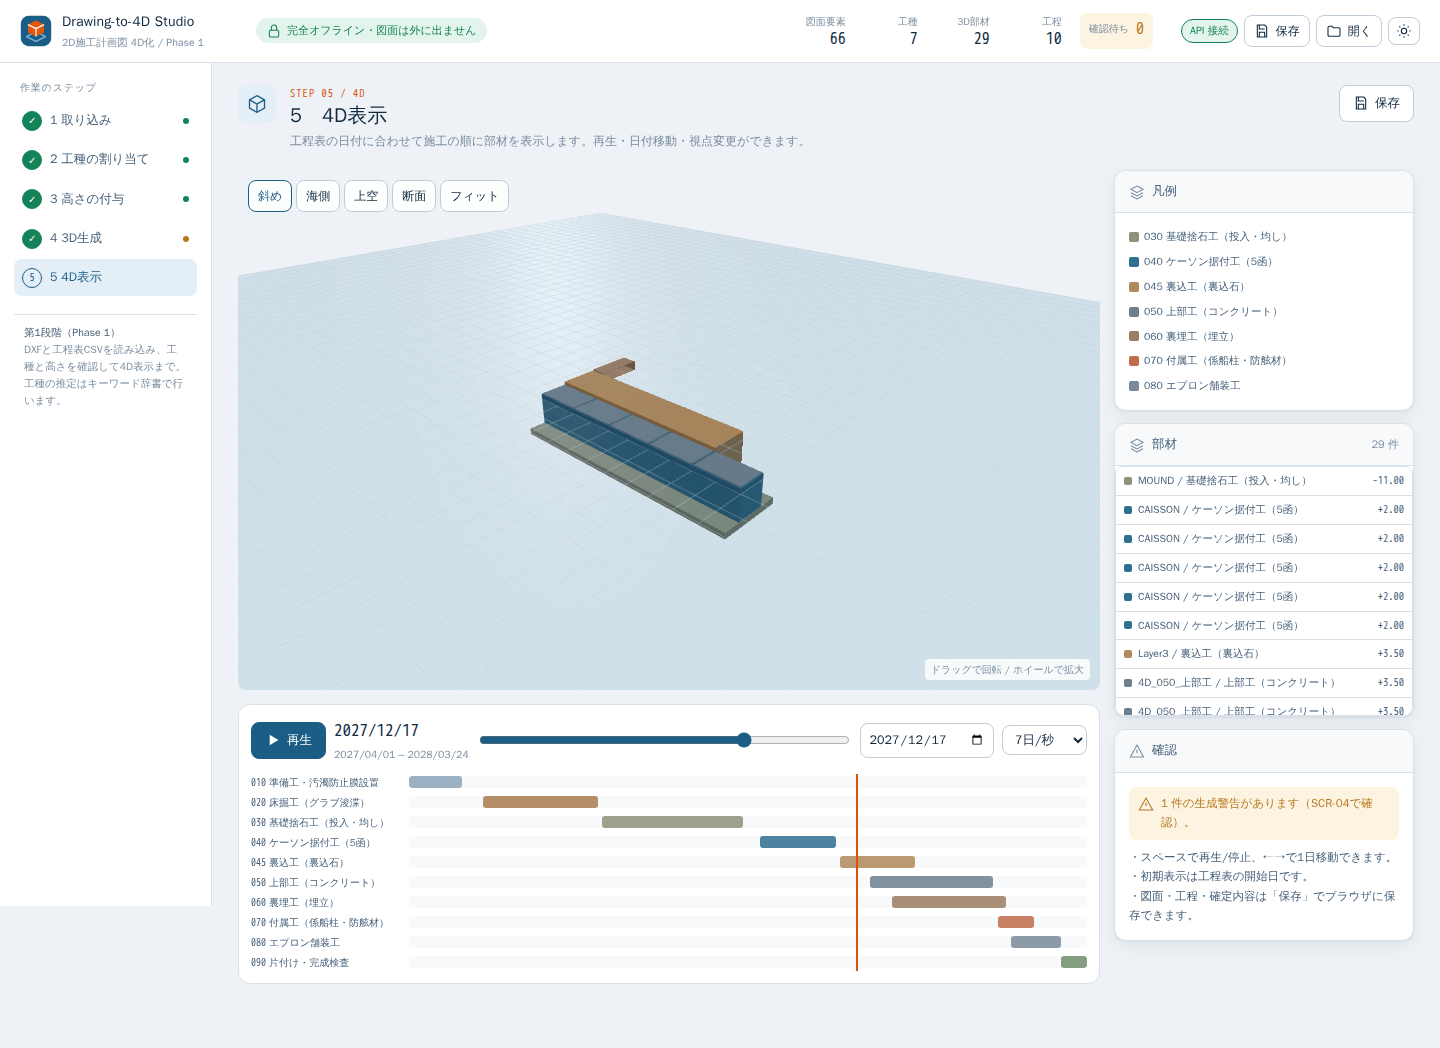 Drawing-to-4D Studio
2D施工計画図 4D化 / Phase 1
完全オフライン・図面は外に出ません
図面要素
66
工種
7
3D部材
29
工程
10
確認待ち 0
API 接続
保存
開く
作業のステップ
✓ 1 取り込み
✓ 2 工種の割り当て
✓ 3 高さの付与
✓ 4 3D生成
5 5 4D表示
第1段階（Phase 1）
DXFと工程表CSVを読み込み、工
種と高さを確認して4D表示まで。
工種の推定はキーワード辞書で行
います。
STEP 05 / 4D
5 4D表示
工程表の日付に合わせて施工の順に部材を表示します。再生・日付移動・視点変更ができます。
保存
斜め
海側
上空
断面
フィット
ドラッグで回転 / ホイールで拡大
再生
2027/12/17
2027/04/01 – 2028/03/24
2027/12/17
7日/秒
010 準備工・汚濁防止膜設置
020 床掘工（グラブ浚渫）
030 基礎捨石工（投入・均し）
040 ケーソン据付工（5函）
045 裏込工（裏込石）
050 上部工（コンクリート）
060 裏埋工（埋立）
070 付属工（係船柱・防舷材）
080 エプロン舗装工
090 片付け・完成検査
凡例
030 基礎捨石工（投入・均し）
040 ケーソン据付工（5函）
045 裏込工（裏込石）
050 上部工（コンクリート）
060 裏埋工（埋立）
070 付属工（係船柱・防舷材）
080 エプロン舗装工
部材
29 件
MOUND / 基礎捨石工（投入・均し） -11.00
CAISSON / ケーソン据付工（5函） +2.00
CAISSON / ケーソン据付工（5函） +2.00
CAISSON / ケーソン据付工（5函） +2.00
CAISSON / ケーソン据付工（5函） +2.00
CAISSON / ケーソン据付工（5函） +2.00
Layer3 / 裏込工（裏込石） +3.50
4D_050_上部工 / 上部工（コンクリート） +3.50
4D_050_上部工 / 上部工（コンクリート） +3.50
確認
1 件の生成警告があります（SCR-04で確
認）。
・スペースで再生/停止、←→で1日移動できます。
・初期表示は工程表の開始日です。
・図面・工程・確定内容は「保存」でブラウザに保
存できます。